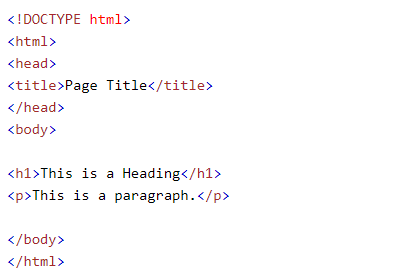 <!DOCTYPE html>
<html>
<head>
<title>Page Title</title>
</head>
<body>
<h1>This is a Heading</h1>
<p>This is a paragraph.</p>
</body>
</html>